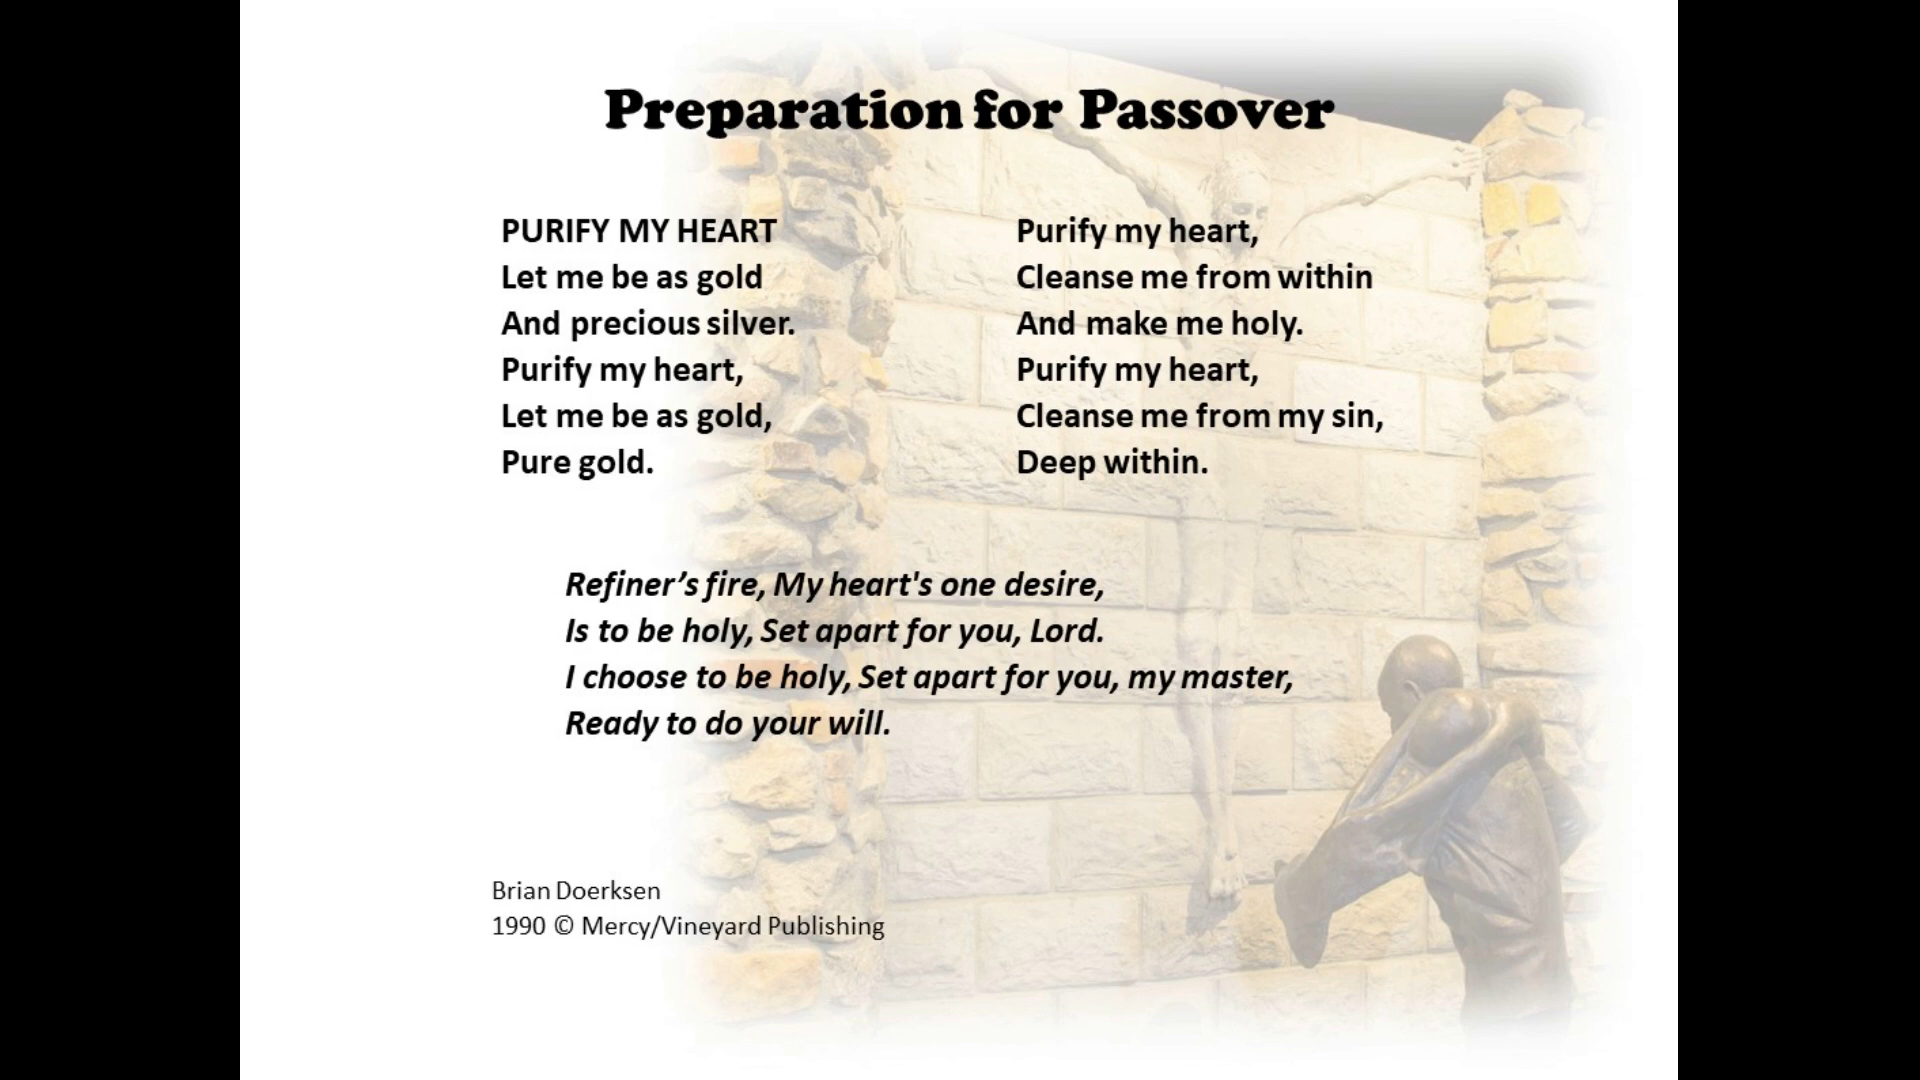 Preparation for Passover
PURIFY MY HEART
Let me be as gold
And precious silver.
Purify my heart,
Let me be as gold,
Pure gold.
Purify my heart,
Cleanse me from within
And make me holy.
Purify my heart,
Cleanse me from my sin,
Deep within.
Refiner’s fire, My heart's one desire,
Is to be holy, Set apart for you, Lord.
I choose to be holy, Set apart for you, my master,
Ready to do your will.
Brian Doerksen
1990 © Mercy/Vineyard Publishing